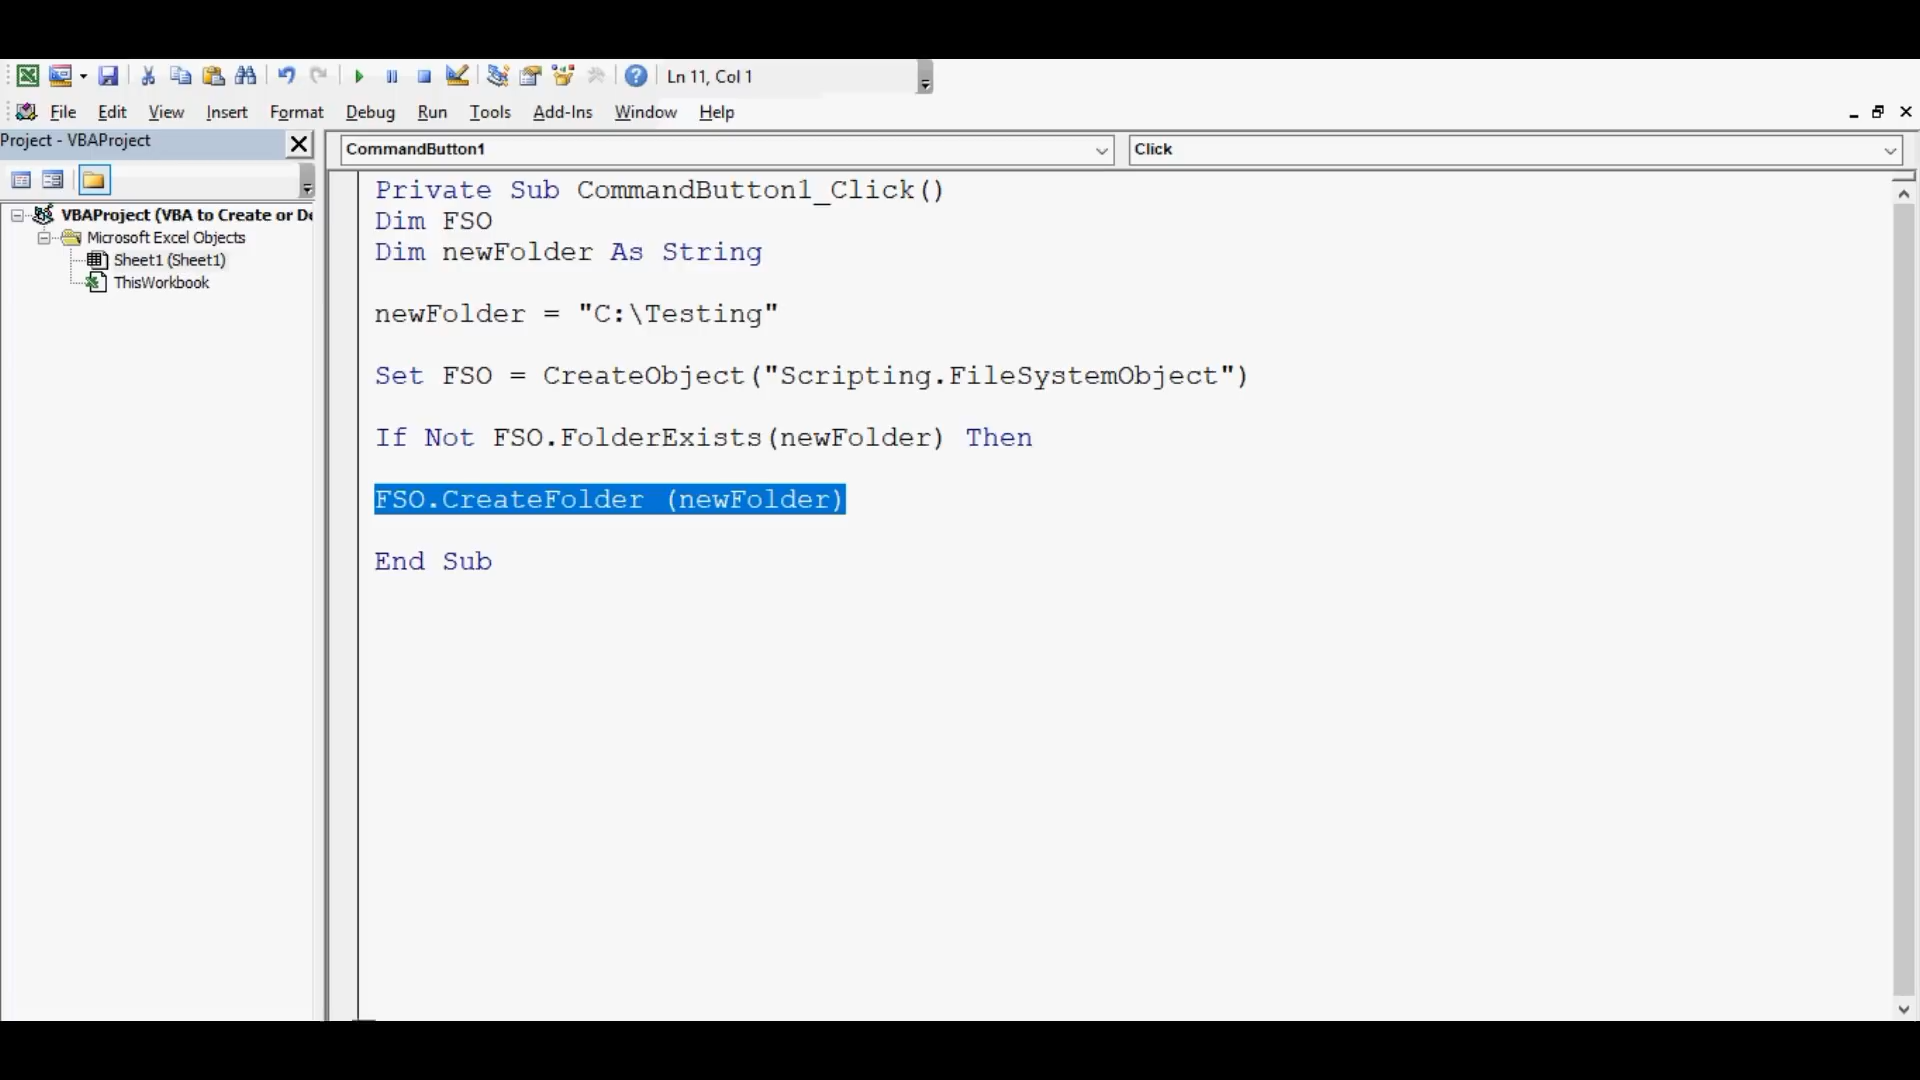 Ln 11, Col 1
File Edit View Insert Format Debug Run Tools Add-Ins Window Help
Project - VBAProject
CommandButton1
Click
VBAProject (VBA to Create or De
Microsoft Excel Objects
Sheet1 (Sheet1)
ThisWorkbook
Private Sub CommandButton1_Click()
Dim FSO
Dim newFolder As String
newFolder = "C:\Testing"
Set FSO = CreateObject("Scripting.FileSystemObject")
If Not FSO.FolderExists(newFolder) Then
FSO.CreateFolder (newFolder)
End Sub